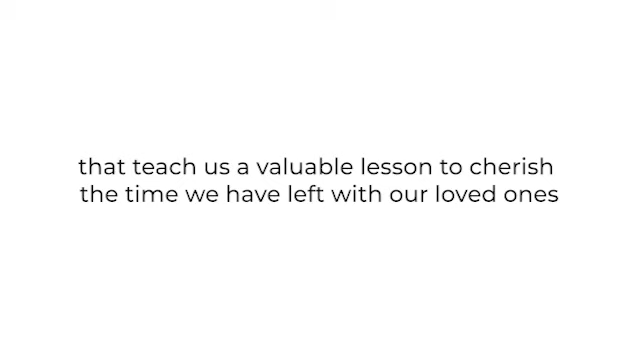 that teach us a valuable lesson to cherish
the time we have left with our loved ones